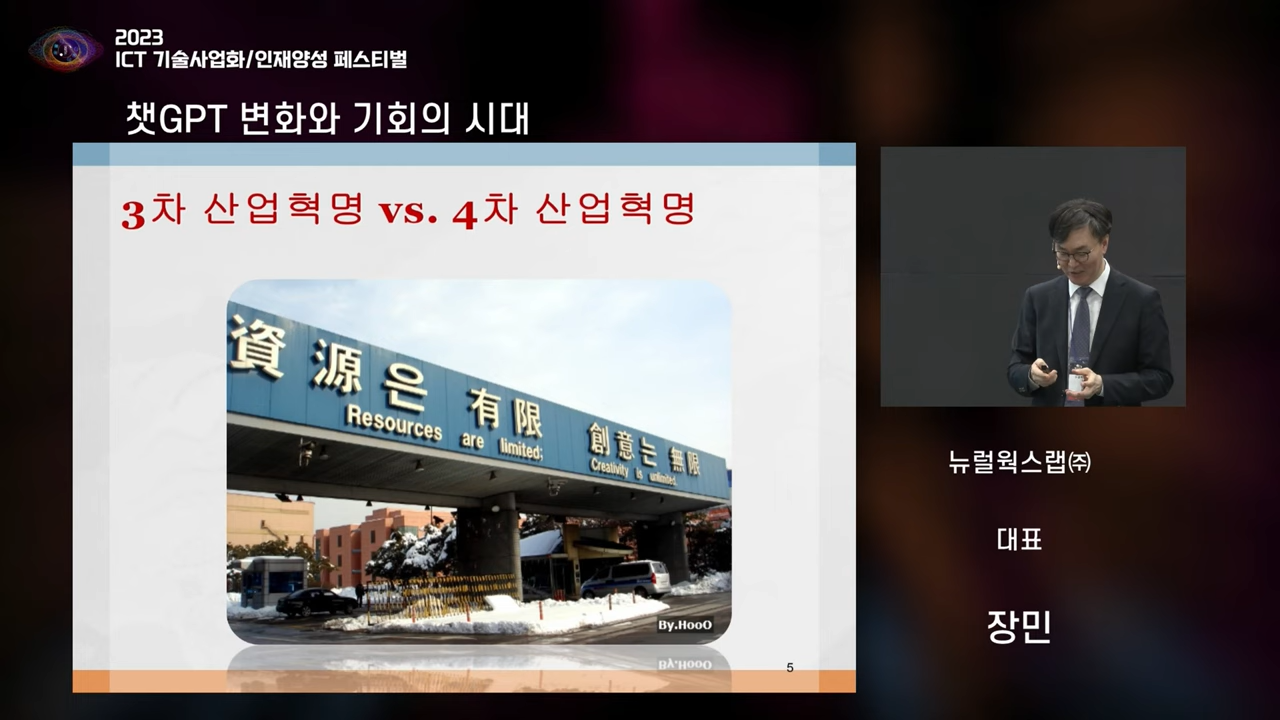 2023
ICT 기술사업화/인재양성 페스티벌
챗GPT 변화와 기회의 시대
3차 산업혁명 vs. 4차 산업혁명
資源은 有限
Resources are limited;
創意는 無限
Creativity is unlimited.
By.HooO
5
뉴럴웍스랩㈜
대표
장민